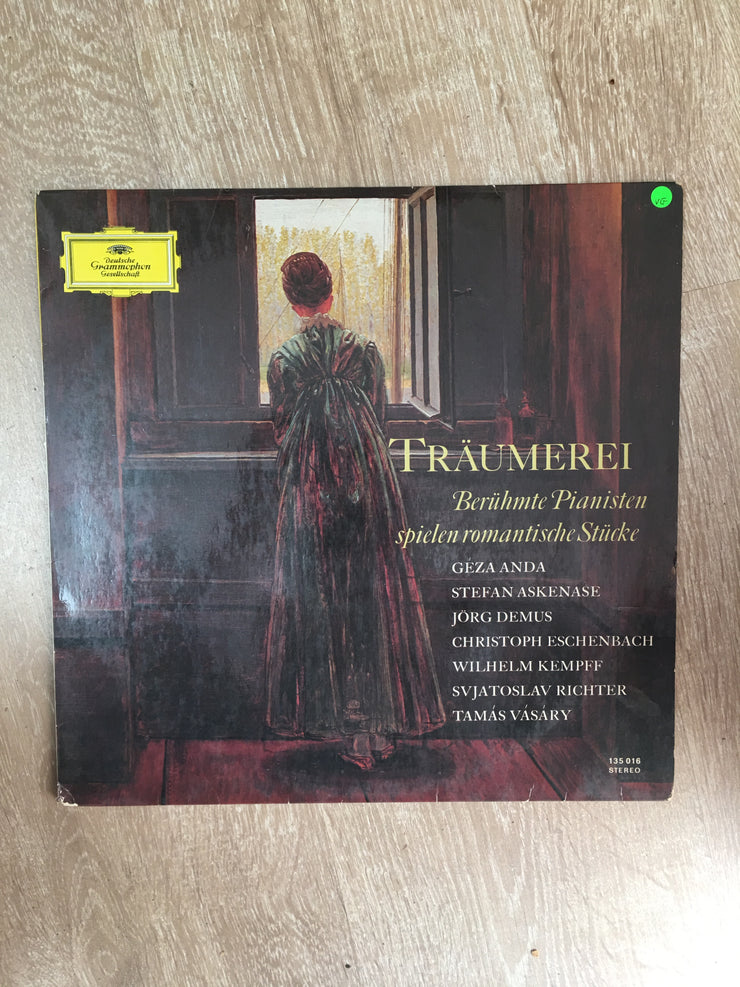 Deutsche
Grammophon
Gesellschaft
VG
TRÄUMEREI
Berühmte Pianisten
spielen romantische Stücke
GÉZA ANDA
STEFAN ASKENASE
JÖRG DEMUS
CHRISTOPH ESCHENBACH
WILHELM KEMPFF
SVJATOSLAV RICHTER
TAMÁS VÁSÁRY
135 016
STEREO